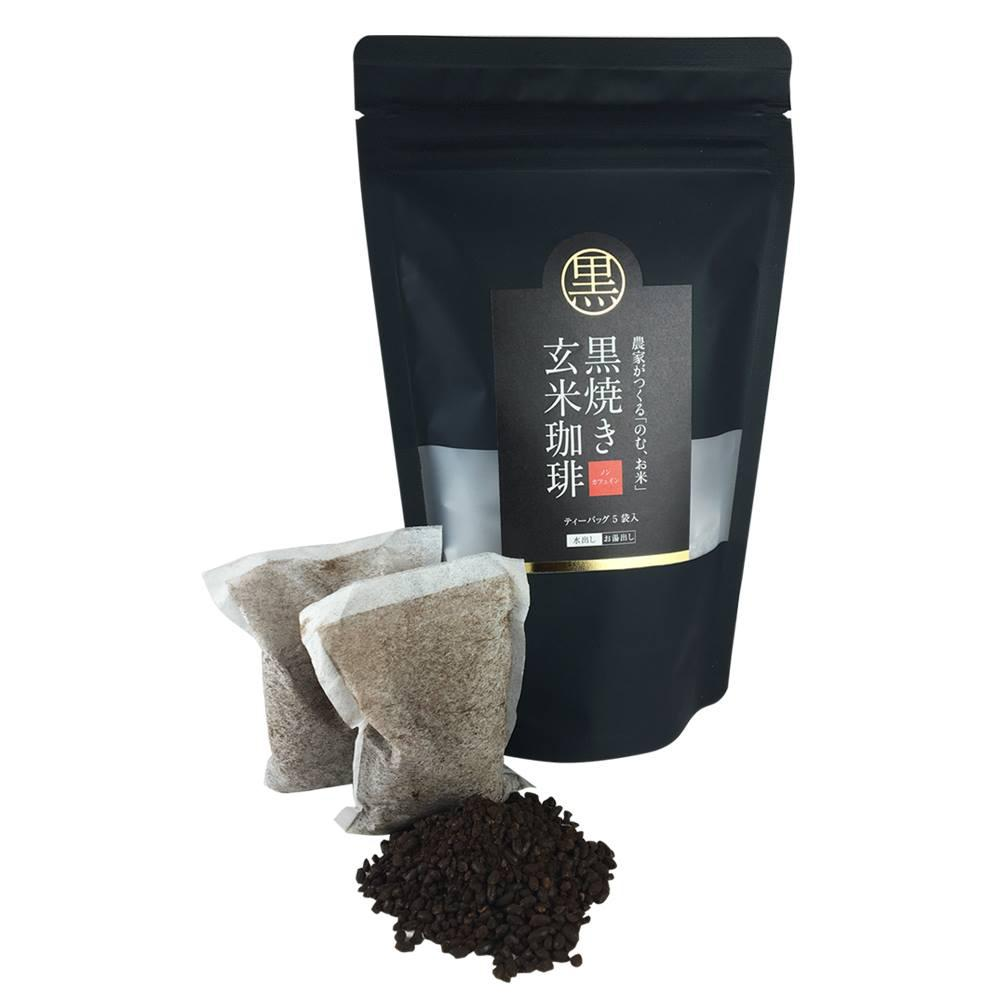 黒
農家がつくる「のむ、お米」
黒焼き
玄米珈琲
ノン
カフェイン
ティーバッグ5袋入
水出し お湯出し